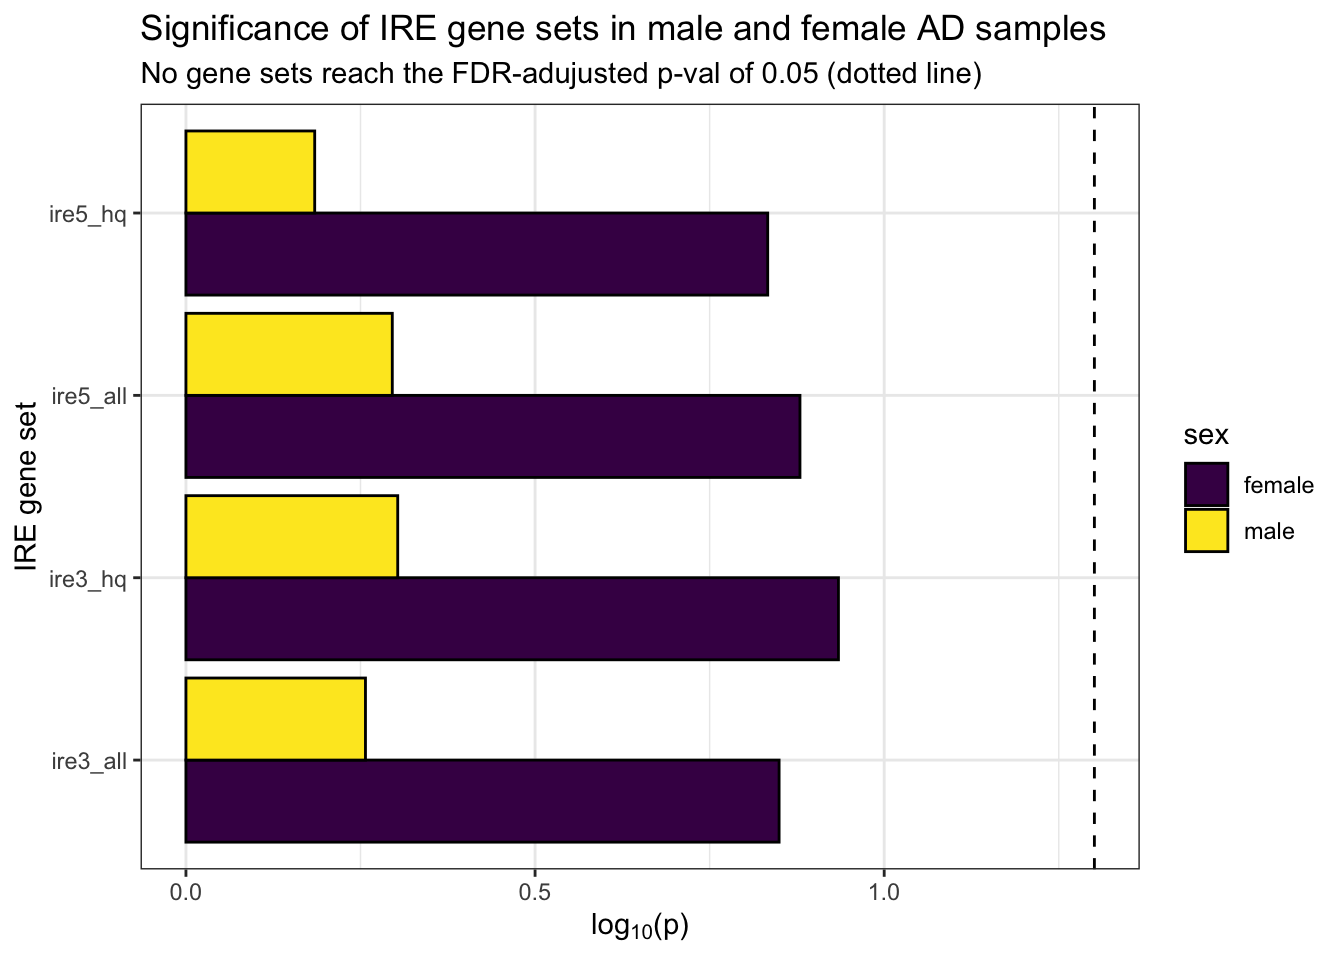 Significance of IRE gene sets in male and female AD samples
No gene sets reach the FDR-adujusted p-val of 0.05 (dotted line)
IRE gene set
ire5_hq
ire5_all
ire3_hq
ire3_all
0.0 0.5 1.0
log₁₀(p)
sex
female
male